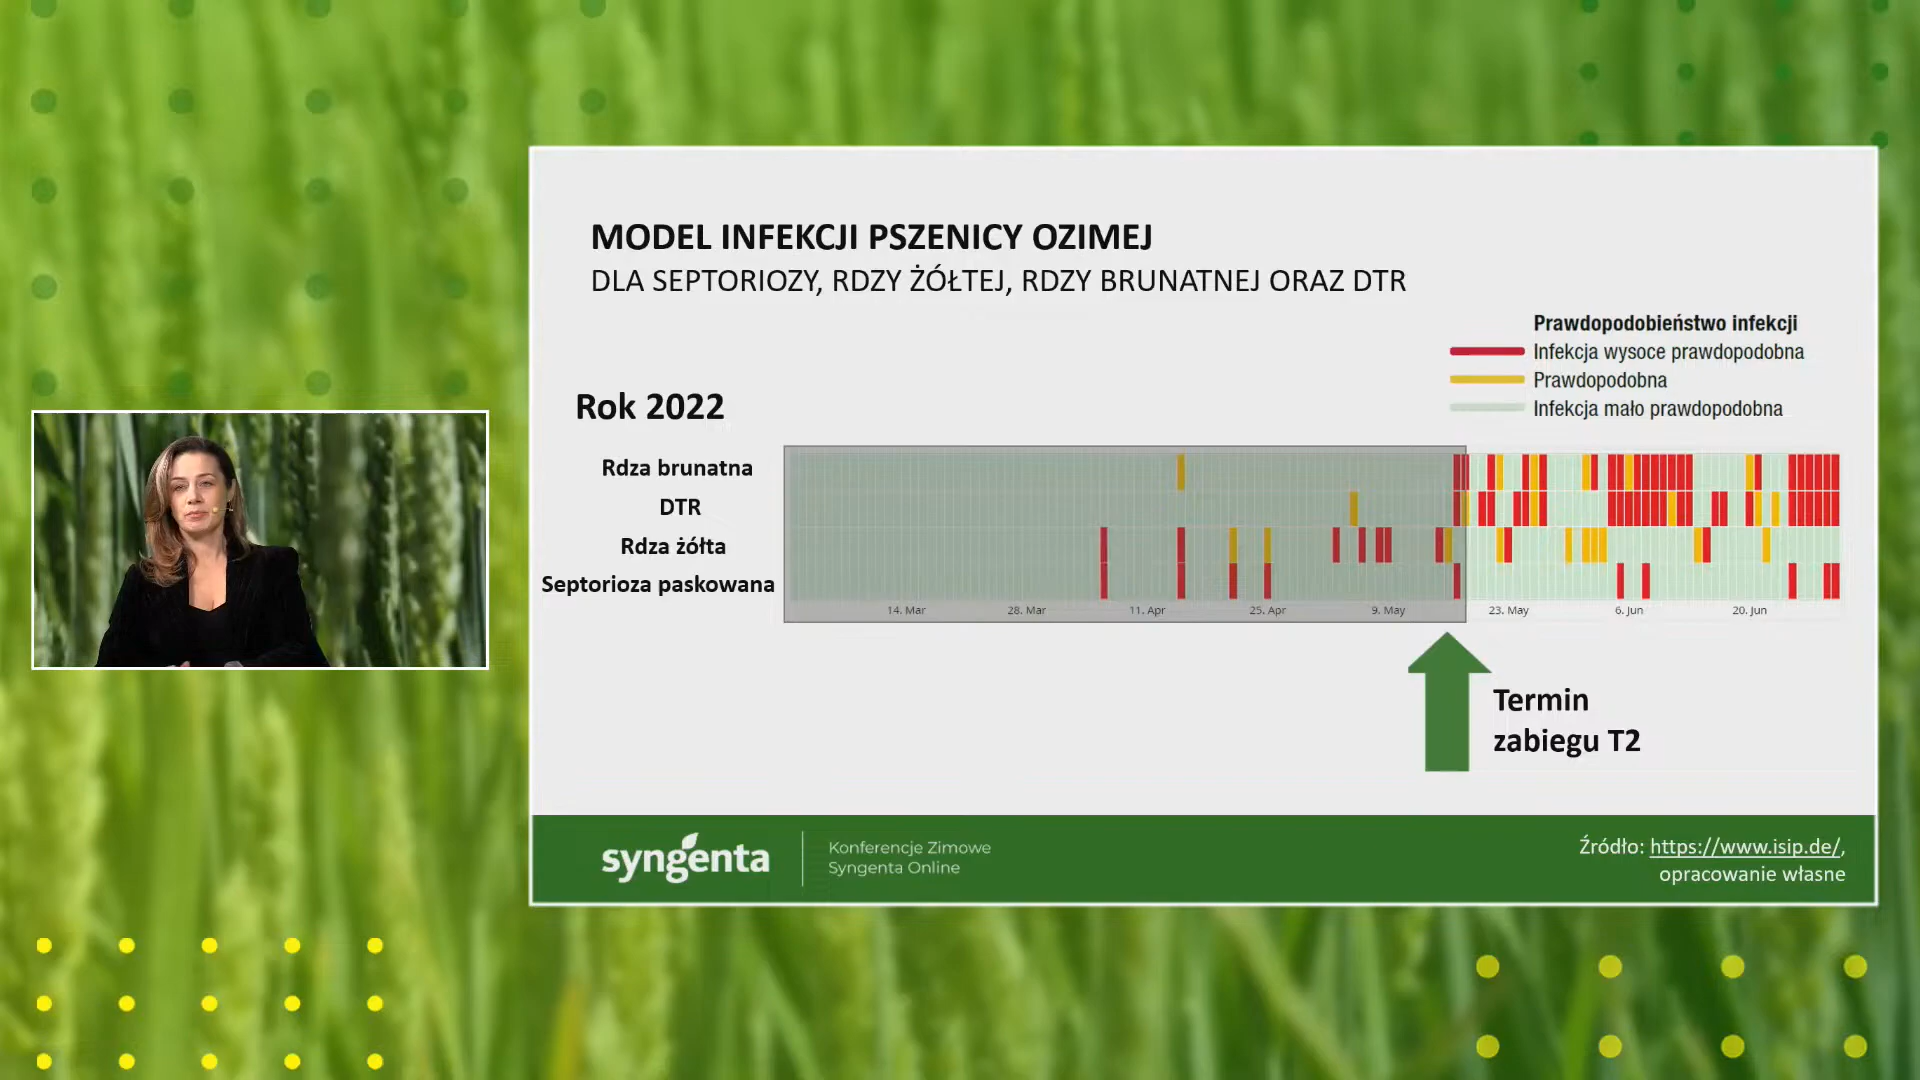 MODEL INFEKCJI PSZENICY OZIMEJ
DLA SEPTORIOZY, RDZY ŻÓŁTEJ, RDZY BRUNATNEJ ORAZ DTR
Prawdopodobieństwo infekcji
Infekcja wysoce prawdopodobna
Prawdopodobna
Infekcja mało prawdopodobna
Rok 2022
Rdza brunatna
DTR
Rdza żółta
Septorioza paskowana
14. Mar 28. Mar 11. Apr 25. Apr 9. May 23. May 6. Jun 20. Jun
Termin
zabiegu T2
syngenta
Konferencje Zimowe
Syngenta Online
Źródło: https://www.isip.de/,
opracowanie własne